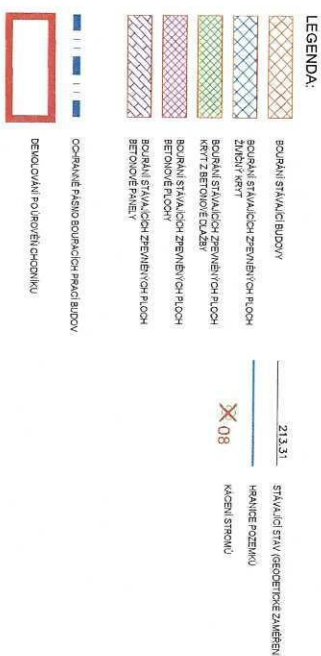 LEGENDA:
BOURÁNÍ STÁVAJÍCÍ BUDOVY
BOURÁNÍ STÁVAJÍCÍCH ZPEVNĚNÝCH PLOCH
ŽIVIČNÝ KRYT
BOURÁNÍ STÁVAJÍCÍCH ZPEVNĚNÝCH PLOCH
KRYT Z BETONOVÉ DLAŽBY
BOURÁNÍ STÁVAJÍCÍCH ZPEVNĚNÝCH PLOCH
BETONOVÉ PLOCHY
BOURÁNÍ STÁVAJÍCÍCH ZPEVNĚNÝCH PLOCH
BETONOVÉ PANELY
OCHRANNÉ PÁSMO BOURACÍCH PRACÍ BUDOV
DEMOLOVÁNÍ PO ÚROVEŇ CHODNÍKU
213.31 STÁVAJÍCÍ STAV (GEODETICKÉ ZAMĚŘEN
HRANICE POZEMKŮ
08 KÁCENÍ STROMŮ